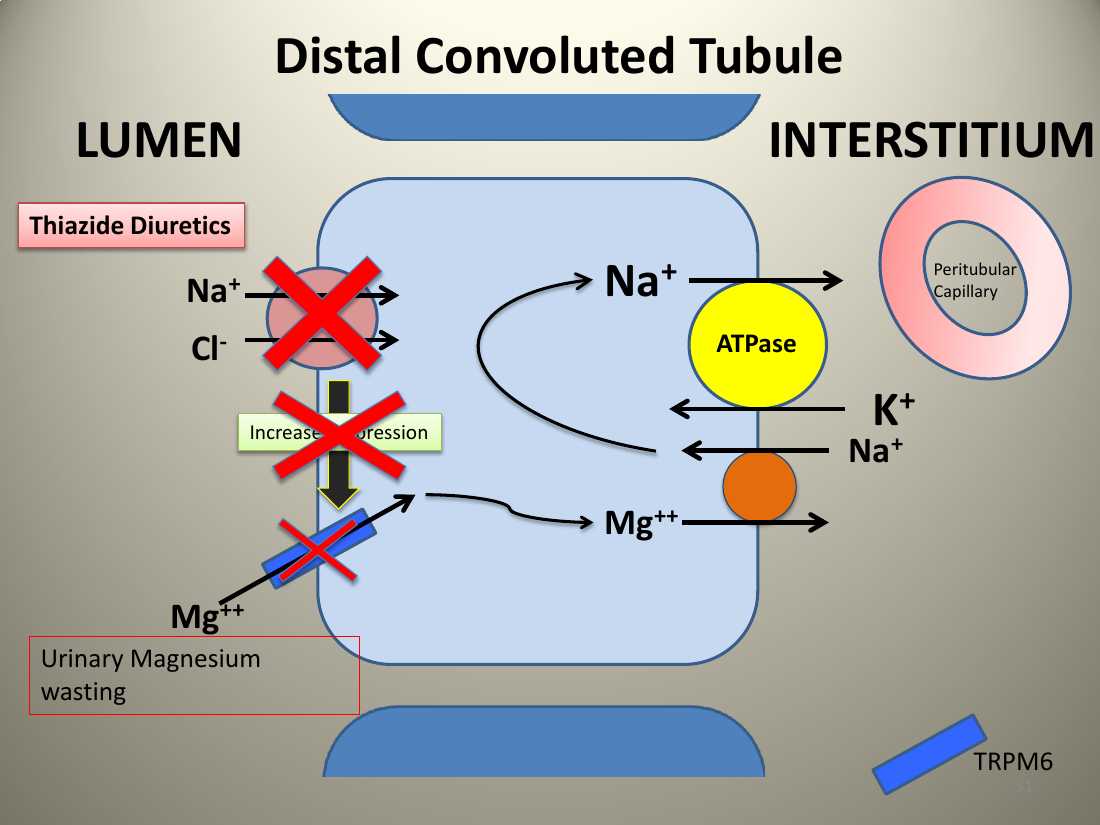 Distal Convoluted Tubule
LUMEN
INTERSTITIUM
Thiazide Diuretics
Peritubular
Capillary
Na+
Cl-
Na+
ATPase
K+
Na+
Mg++
Mg++
Urinary Magnesium
wasting
TRPM6
31